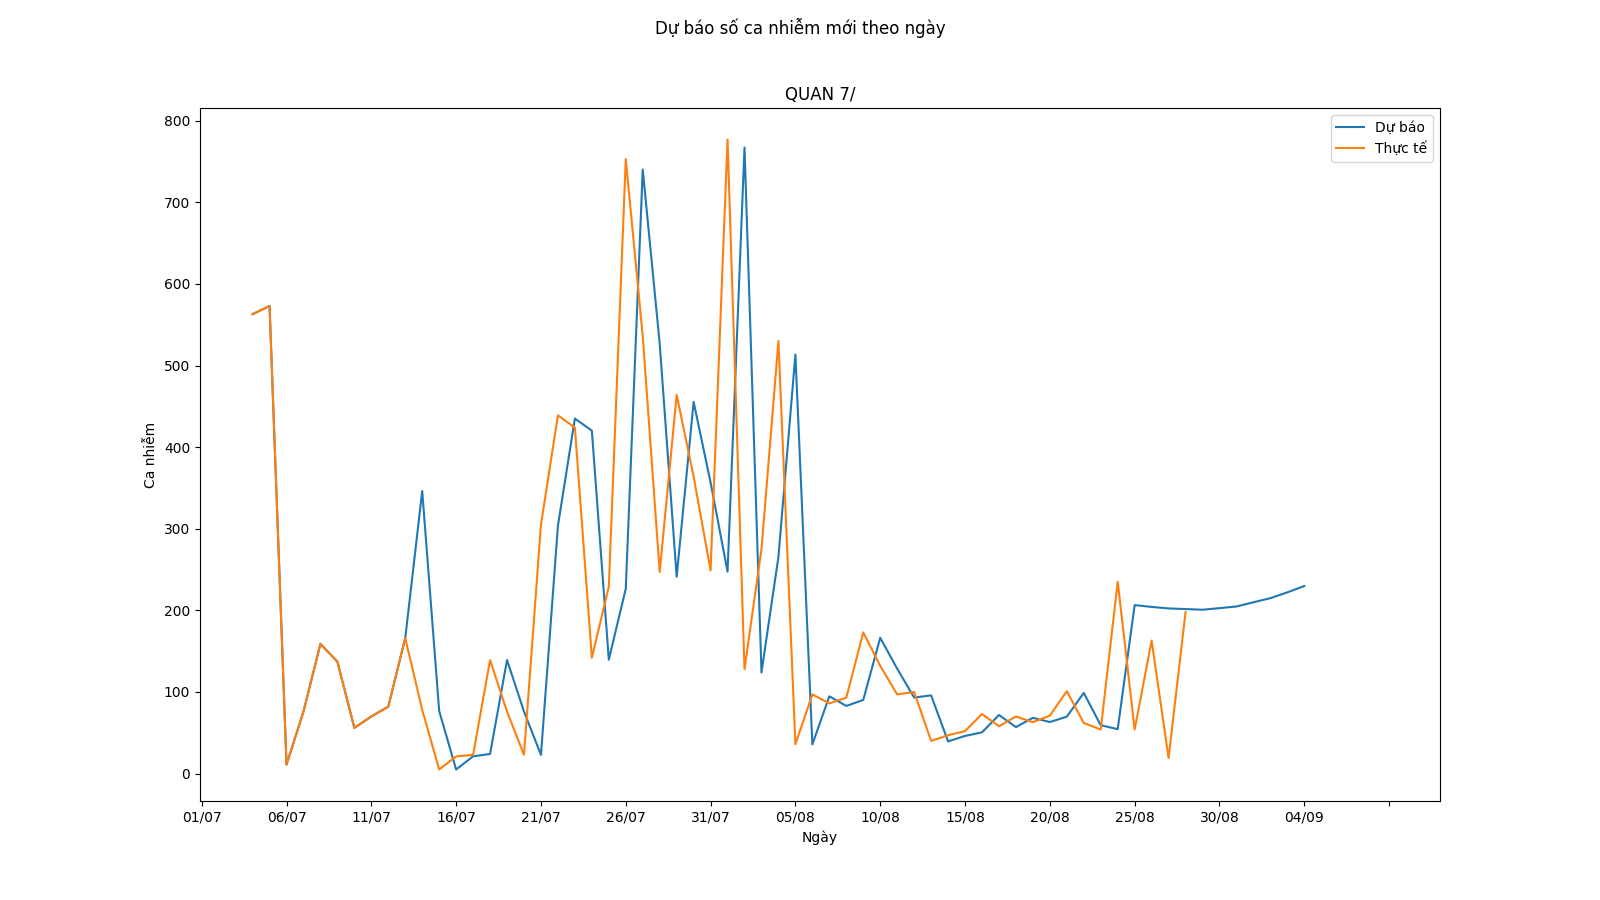 Dự báo số ca nhiễm mới theo ngày
QUAN 7/
Dự báo
Thực tế
800
700
600
500
400
300
200
100
0
Ca nhiễm
01/07 06/07 11/07 16/07 21/07 26/07 31/07 05/08 10/08 15/08 20/08 25/08 30/08 04/09
Ngày